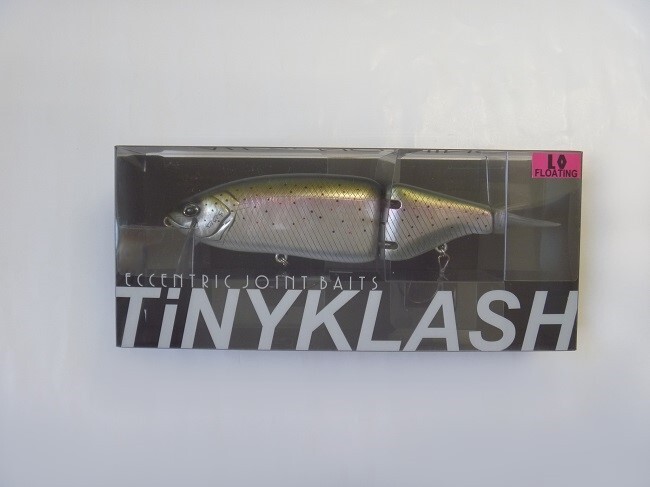 LO
FLOATING
ECCENTRIC JOINT BAITS
TiNYKLASH